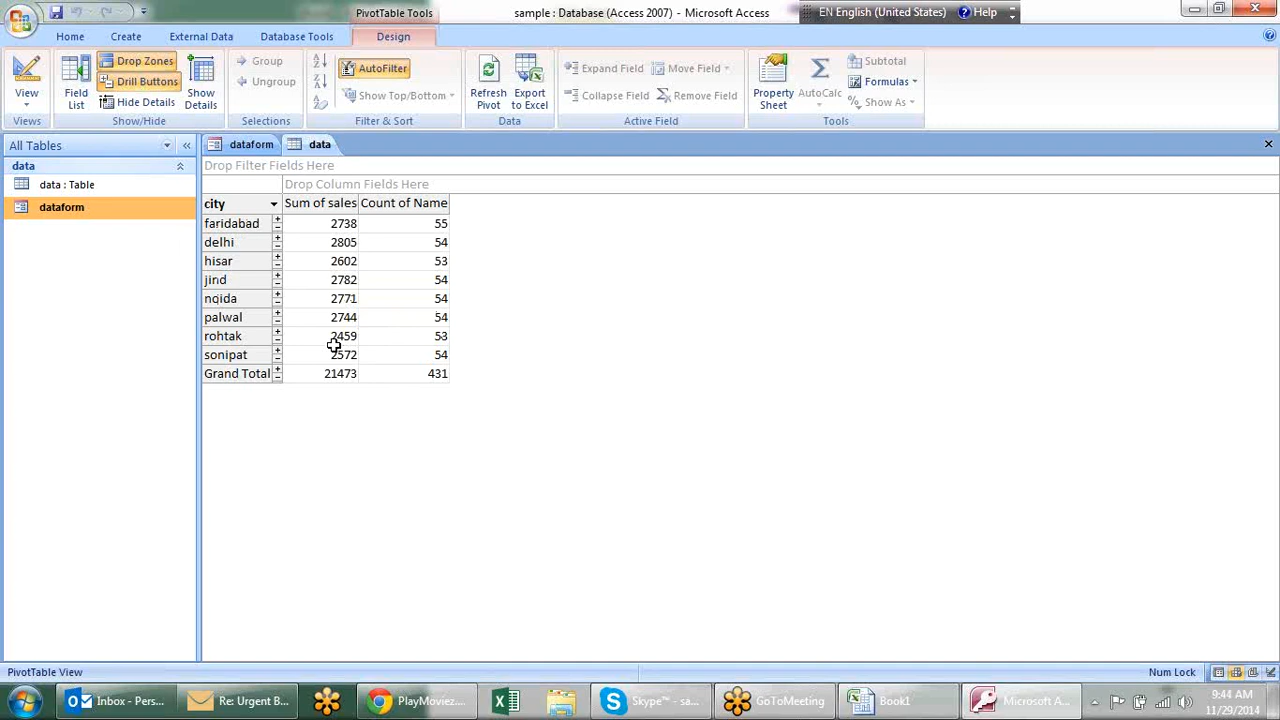 PivotTable Tools
sample : Database (Access 2007) - Microsoft Access
EN English (United States)
Help
Home
Create
External Data
Database Tools
Design
View
Field List
Drop Zones
Drill Buttons
Hide Details
Show Details
Group
Ungroup
AutoFilter
Show Top/Bottom
Refresh Pivot
Export to Excel
Expand Field
Collapse Field
Move Field
Remove Field
Property Sheet
AutoCalc
Subtotal
Formulas
Show As
Views
Show/Hide
Selections
Filter & Sort
Data
Active Field
Tools
All Tables
data
data : Table
dataform
dataform
data
Drop Filter Fields Here
Drop Column Fields Here
city Sum of sales Count of Name
faridabad 2738 55
delhi 2805 54
hisar 2602 53
jind 2782 54
noida 2771 54
palwal 2744 54
rohtak 2459 53
sonipat 2572 54
Grand Total 21473 431
PivotTable View
Num Lock
Inbox - Pers...
Re: Urgent B...
PlayMoviez....
Skype™ - sa...
GoToMeeting
Book1
Microsoft A...
9:44 AM
11/29/2014